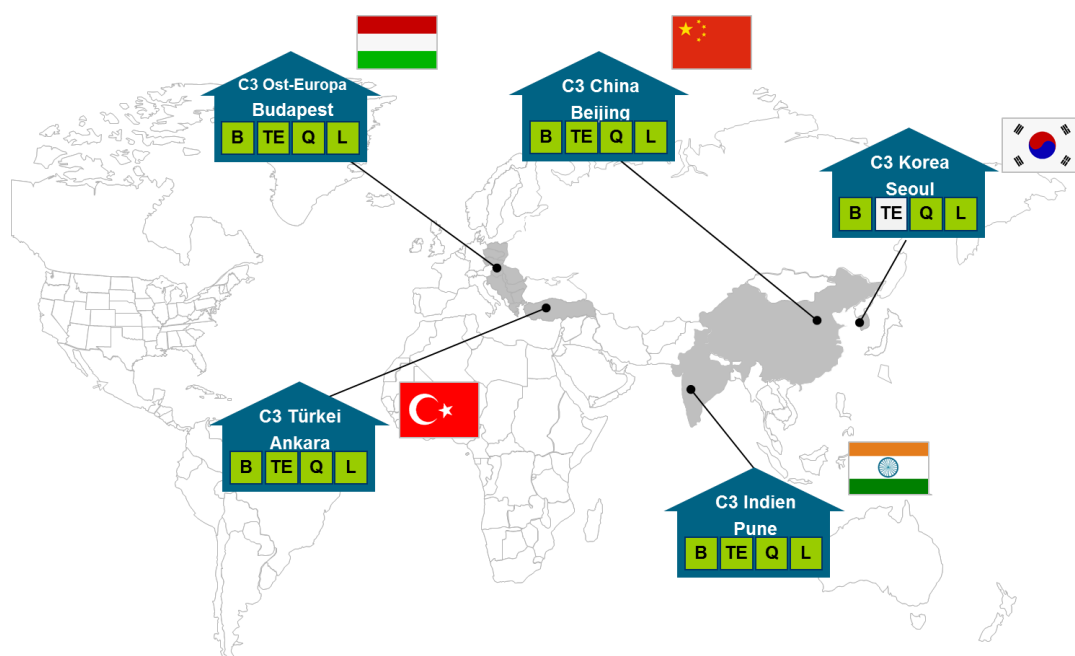 C3 Ost-Europa
Budapest
B TE Q L
C3 China
Beijing
B TE Q L
C3 Korea
Seoul
B TE Q L
C3 Türkei
Ankara
B TE Q L
C3 Indien
Pune
B TE Q L